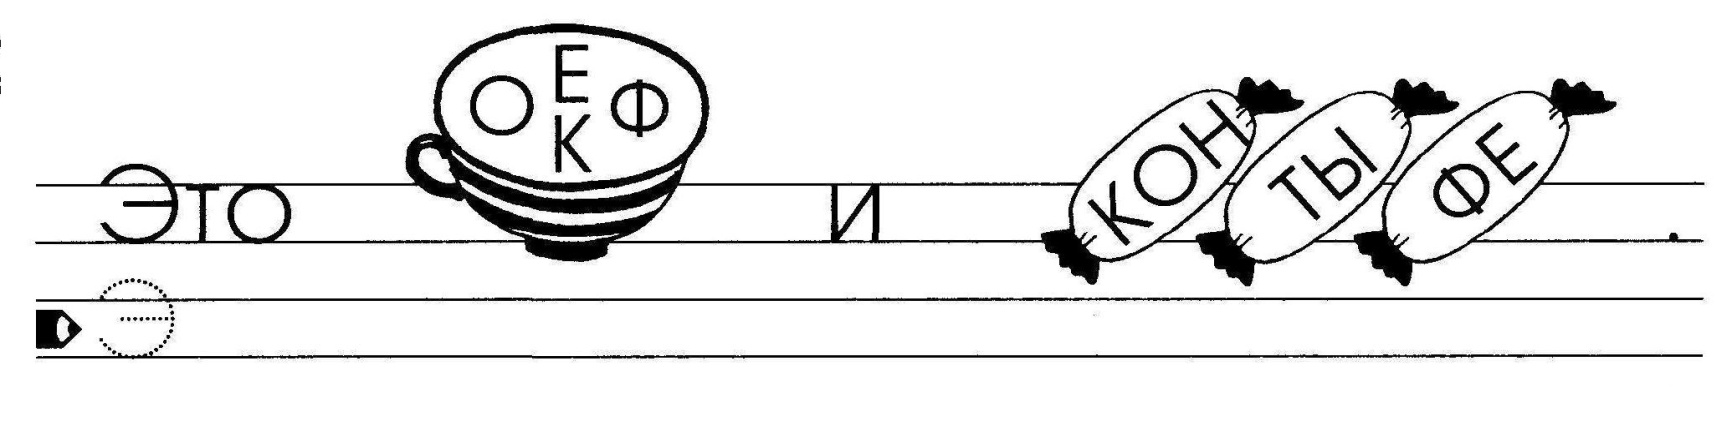 Это О Е К Ф и КОН ТЫ ФЕ .
Э